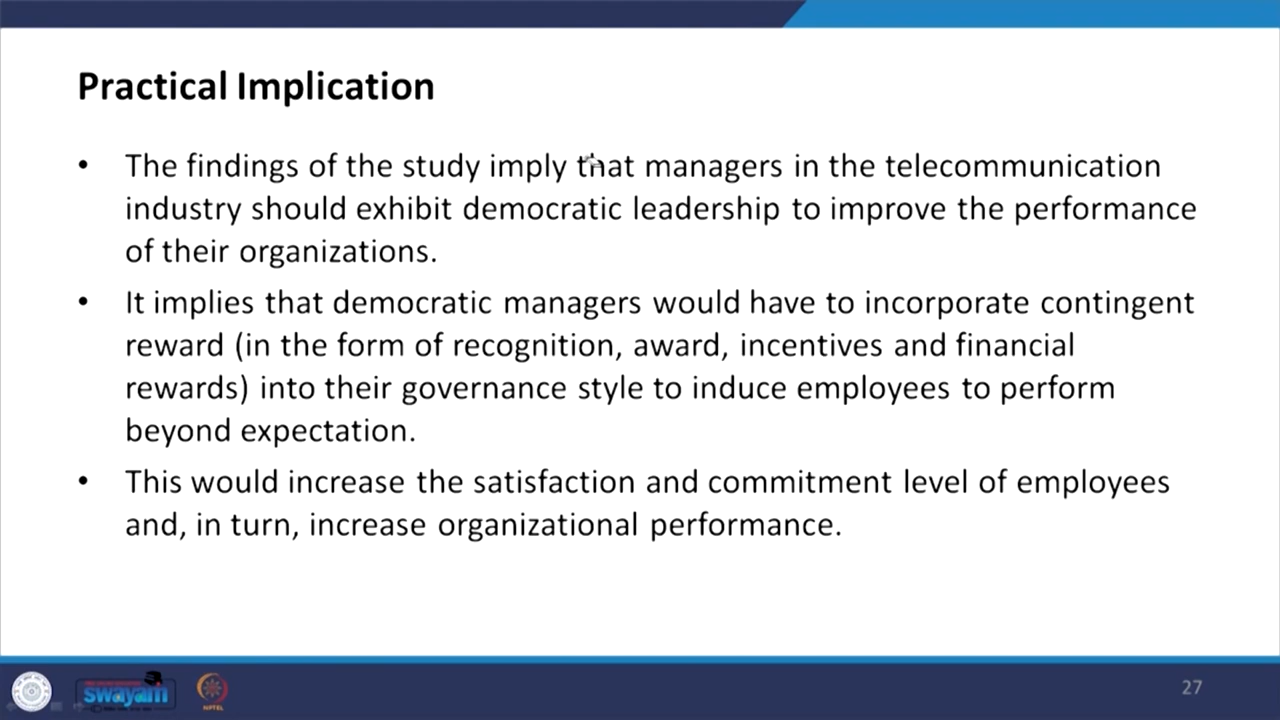 Practical Implication
• The findings of the study imply that managers in the telecommunication
industry should exhibit democratic leadership to improve the performance
of their organizations.
• It implies that democratic managers would have to incorporate contingent
reward (in the form of recognition, award, incentives and financial
rewards) into their governance style to induce employees to perform
beyond expectation.
• This would increase the satisfaction and commitment level of employees
and, in turn, increase organizational performance.
swayam
NPTEL
27